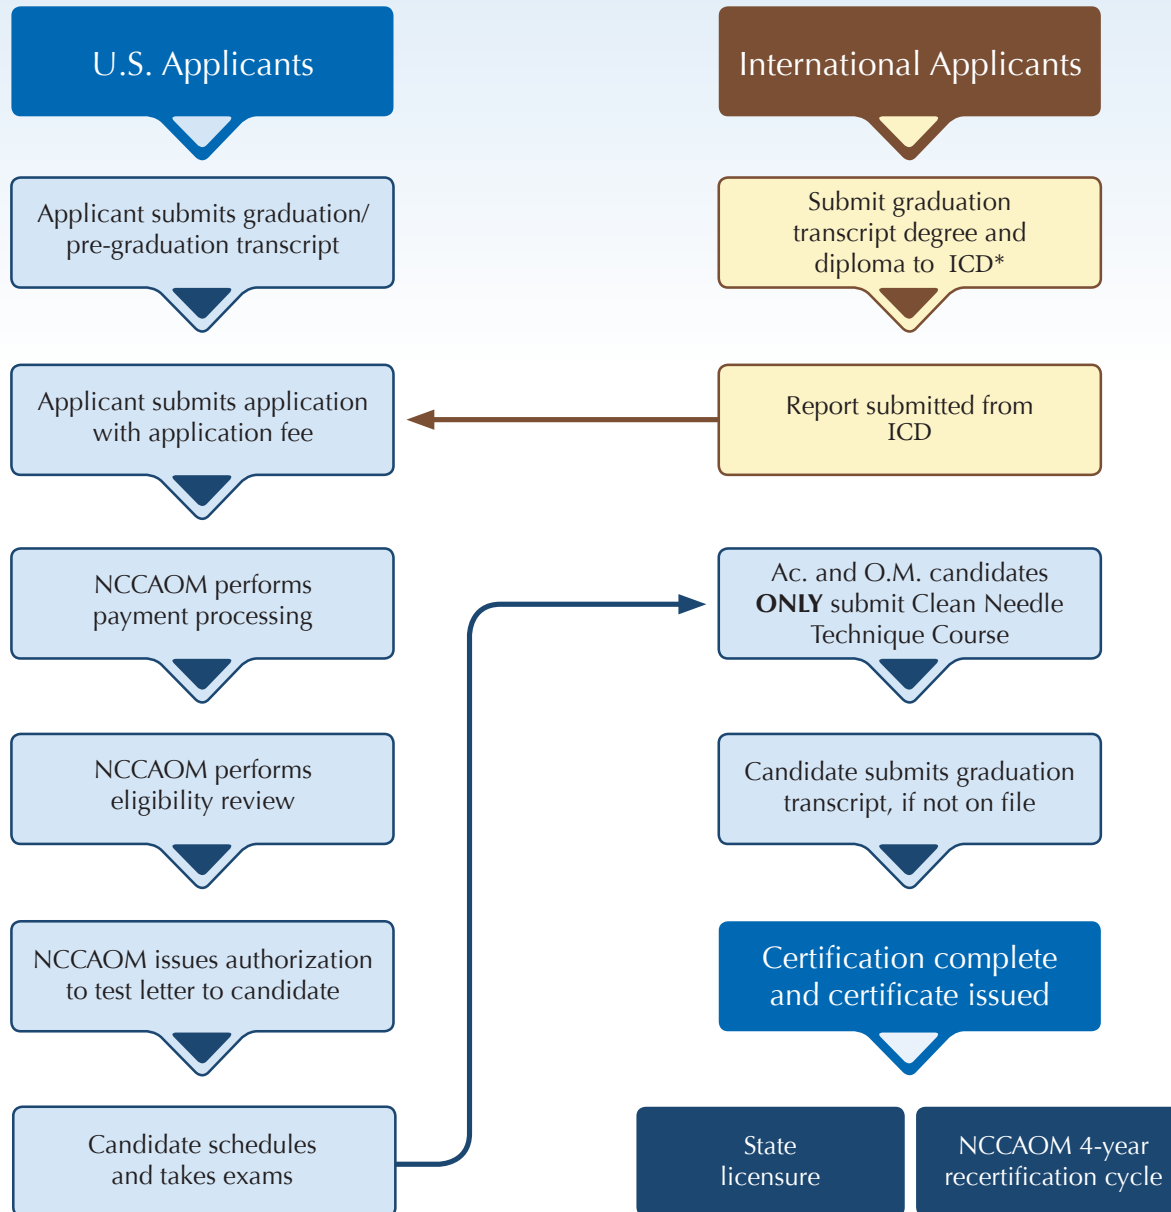 U.S. Applicants
Applicant submits graduation/
pre-graduation transcript
Applicant submits application
with application fee
NCCAOM performs
payment processing
NCCAOM performs
eligibility review
NCCAOM issues authorization
to test letter to candidate
Candidate schedules
and takes exams
International Applicants
Submit graduation
transcript degree and
diploma to ICD*
Report submitted from
ICD
Ac. and O.M. candidates
ONLY submit Clean Needle
Technique Course
Candidate submits graduation
transcript, if not on file
Certification complete
and certificate issued
State
licensure
NCCAOM 4-year
recertification cycle